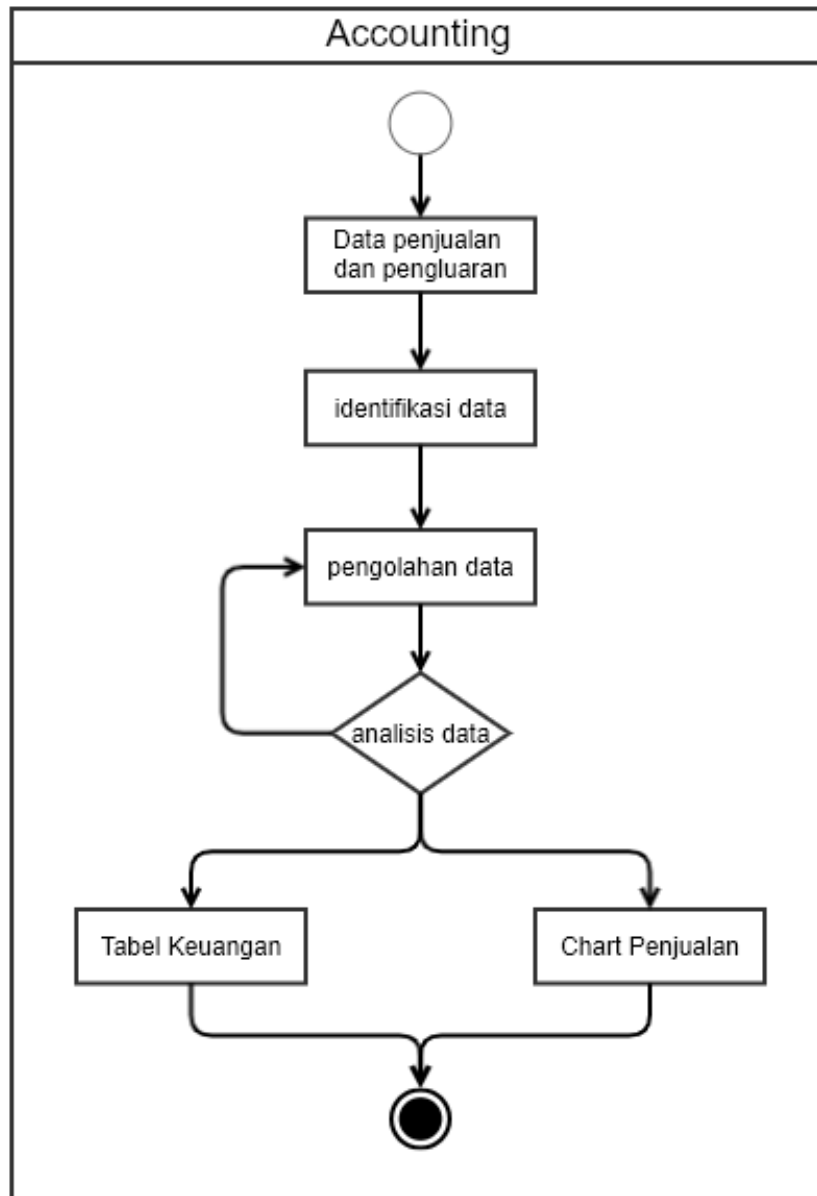 Accounting
Data penjualan
dan pengluaran
identifikasi data
pengolahan data
analisis data
Tabel Keuangan
Chart Penjualan